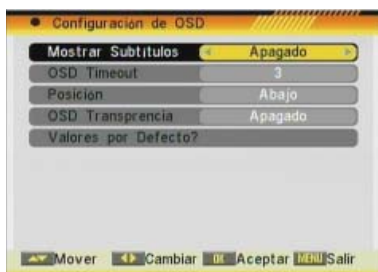 Configuración de OSD
Mostrar Subtitulos Apagado
OSD Timeout 3
Posición Abajo
OSD Transprencia Apagado
Valores por Defecto?
Mover Cambiar OK Aceptar MENU Salir